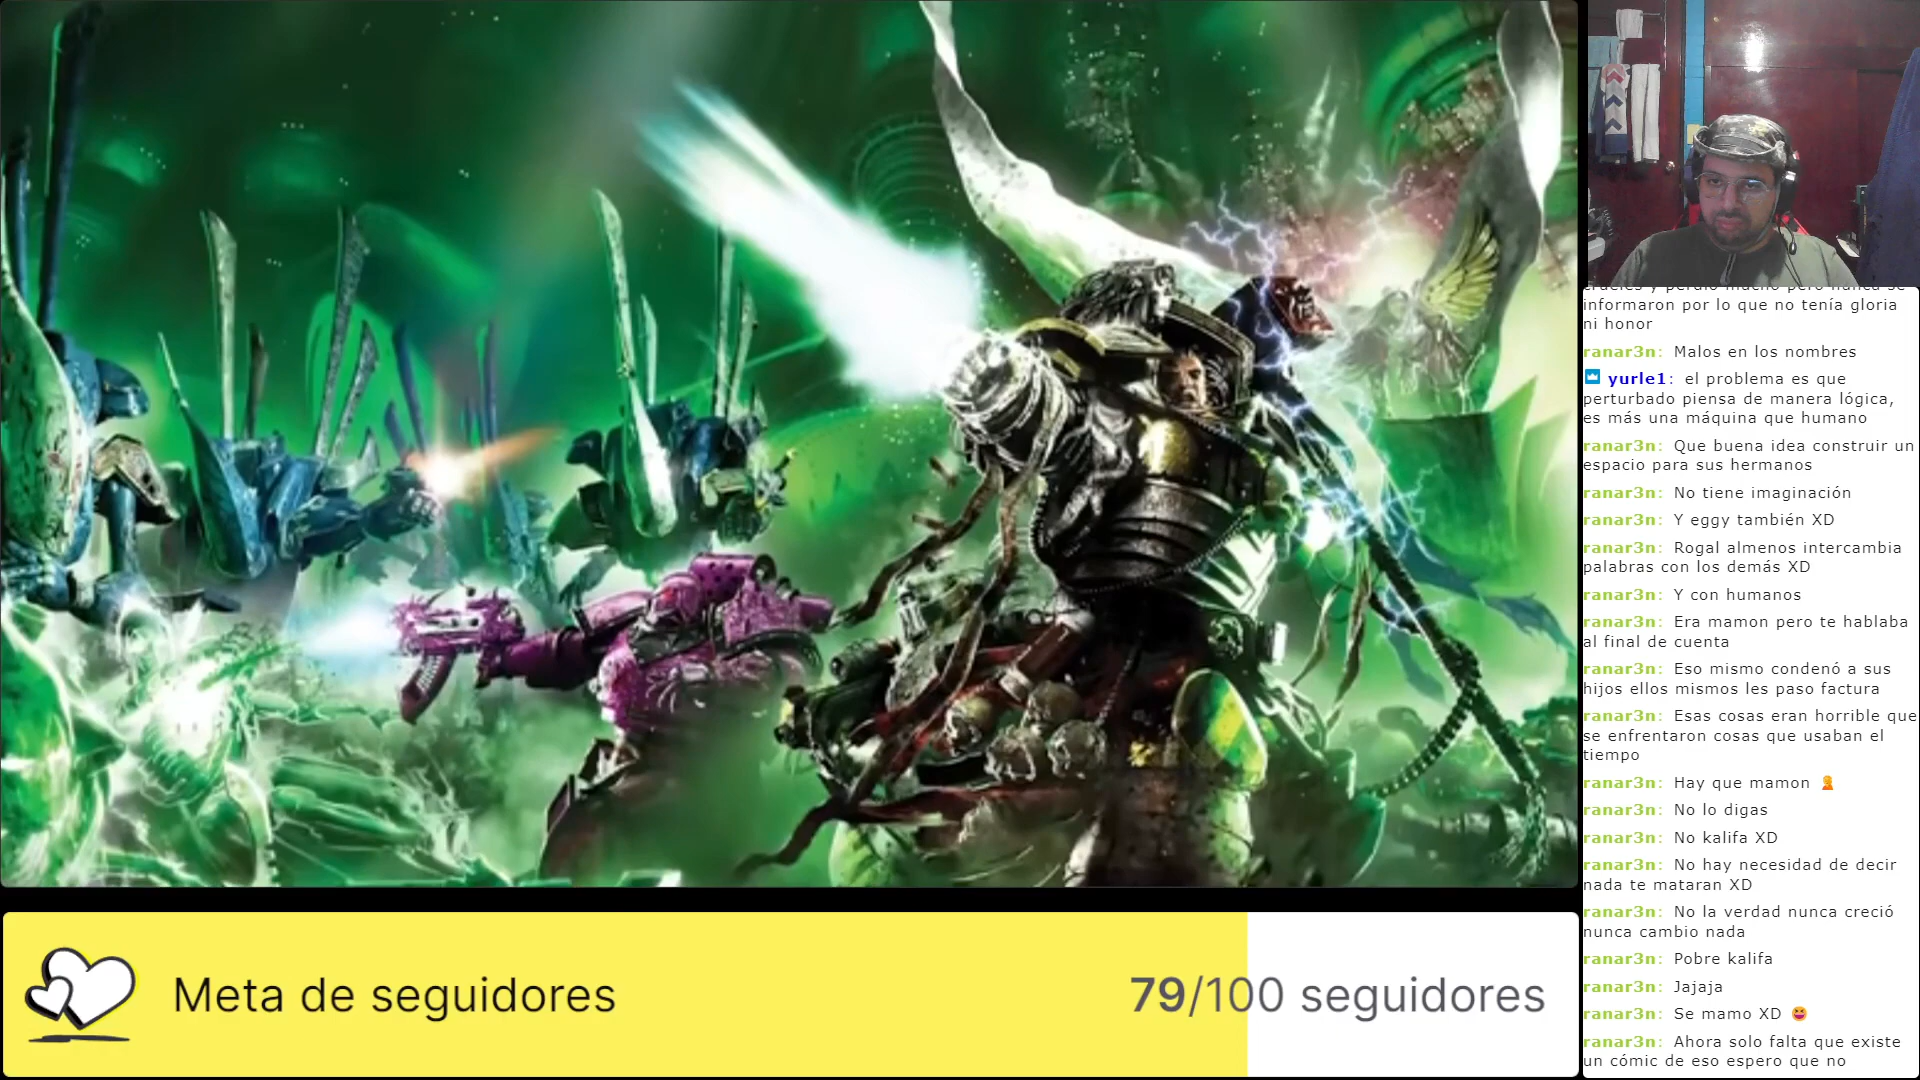 Meta de seguidores
79/100 seguidores
informaron por lo que no tenía gloria
ni honor
ranar3n: Malos en los nombres
yurle1: el problema es que
perturbado piensa de manera lógica,
es más una máquina que humano
ranar3n: Que buena idea construir un
espacio para sus hermanos
ranar3n: No tiene imaginación
ranar3n: Y eggy también XD
ranar3n: Rogal almenos intercambia
palabras con los demás XD
ranar3n: Y con humanos
ranar3n: Era mamon pero te hablaba
al final de cuenta
ranar3n: Eso mismo condenó a sus
hijos ellos mismos les paso factura
ranar3n: Esas cosas eran horrible que
se enfrentaron cosas que usaban el
tiempo
ranar3n: Hay que mamon 🤦
ranar3n: No lo digas
ranar3n: No kalifa XD
ranar3n: No hay necesidad de decir
nada te mataran XD
ranar3n: No la verdad nunca creció
nunca cambio nada
ranar3n: Pobre kalifa
ranar3n: Jajaja
ranar3n: Se mamo XD 😆
ranar3n: Ahora solo falta que existe
un cómic de eso espero que no